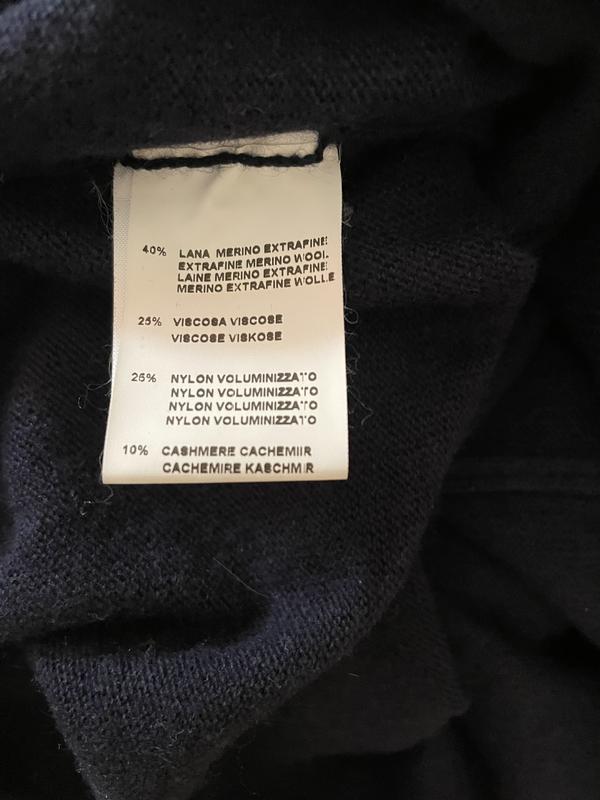 40% LANA MERINO EXTRAFINE
EXTRAFINE MERINO WOOL
LAINE MERINO EXTRAFINE
MERINO EXTRAFINE WOLLE
25% VISCOSA VISCOSE
VISCOSE VISKOSE
25% NYLON VOLUMINIZZATO
NYLON VOLUMINIZZATO
NYLON VOLUMINIZZATO
NYLON VOLUMINIZZATO
10% CASHMERE CACHEMIIR
CACHEMIRE KASCHMIR